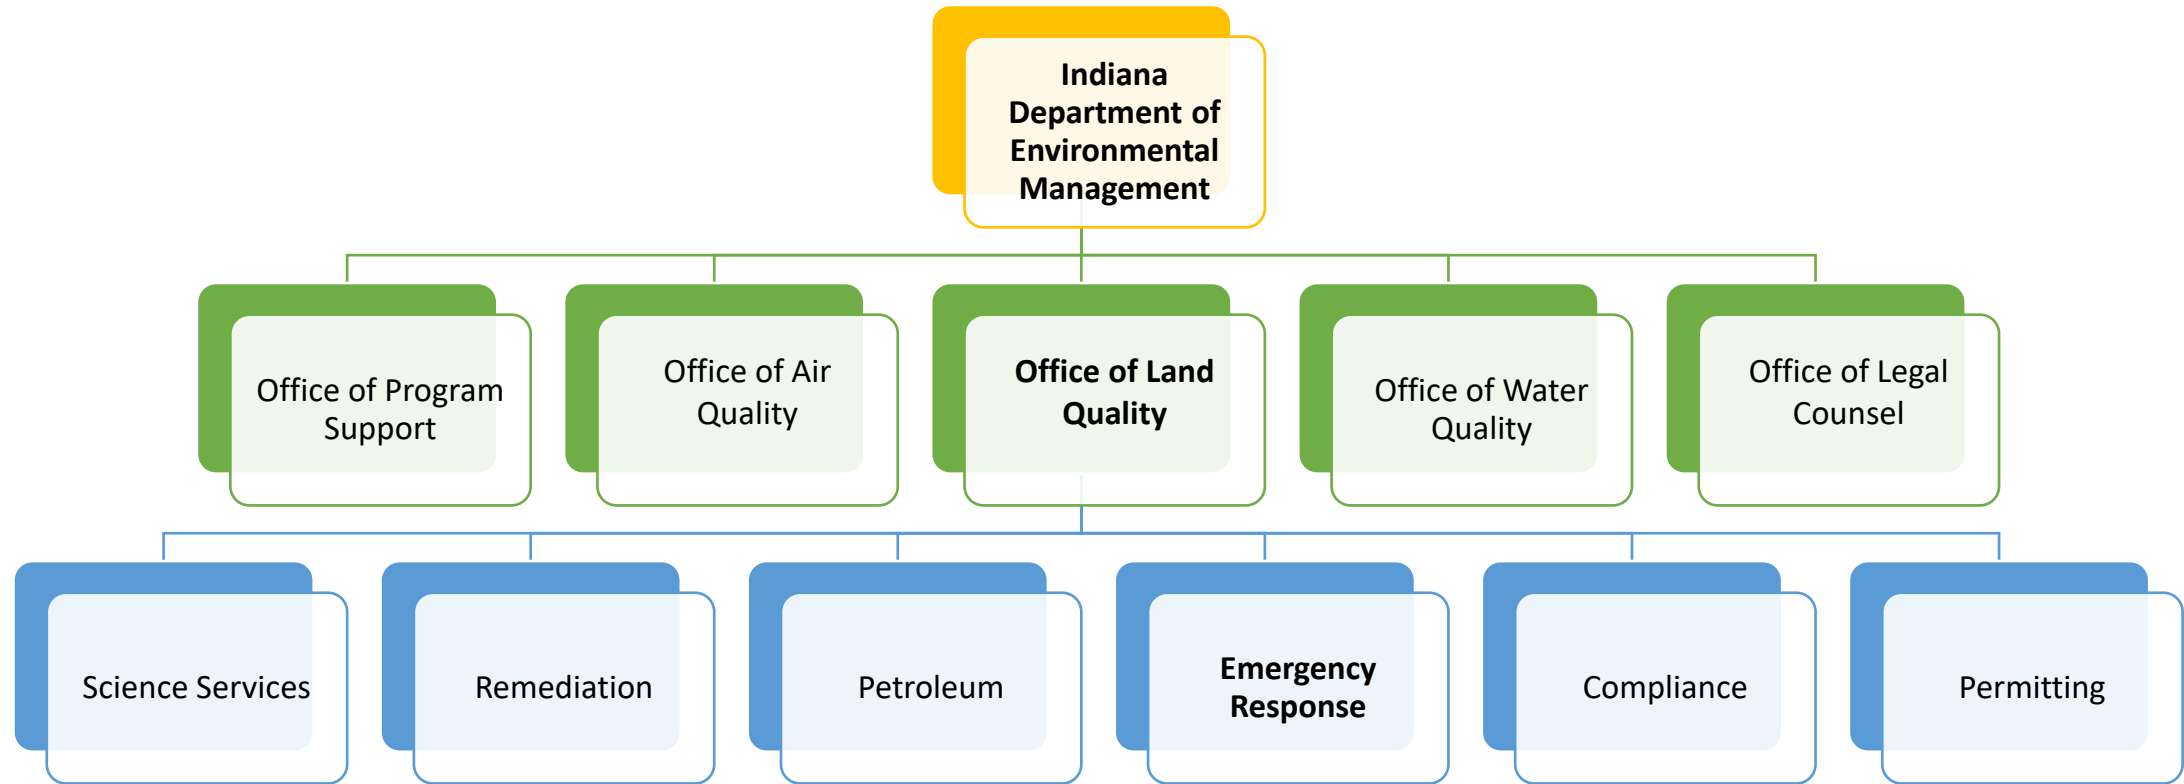 Indiana
Department of
Environmental
Management
Office of Program
Support
Office of Air
Quality
Office of Land
Quality
Office of Water
Quality
Office of Legal
Counsel
Science Services
Remediation
Petroleum
Emergency
Response
Compliance
Permitting